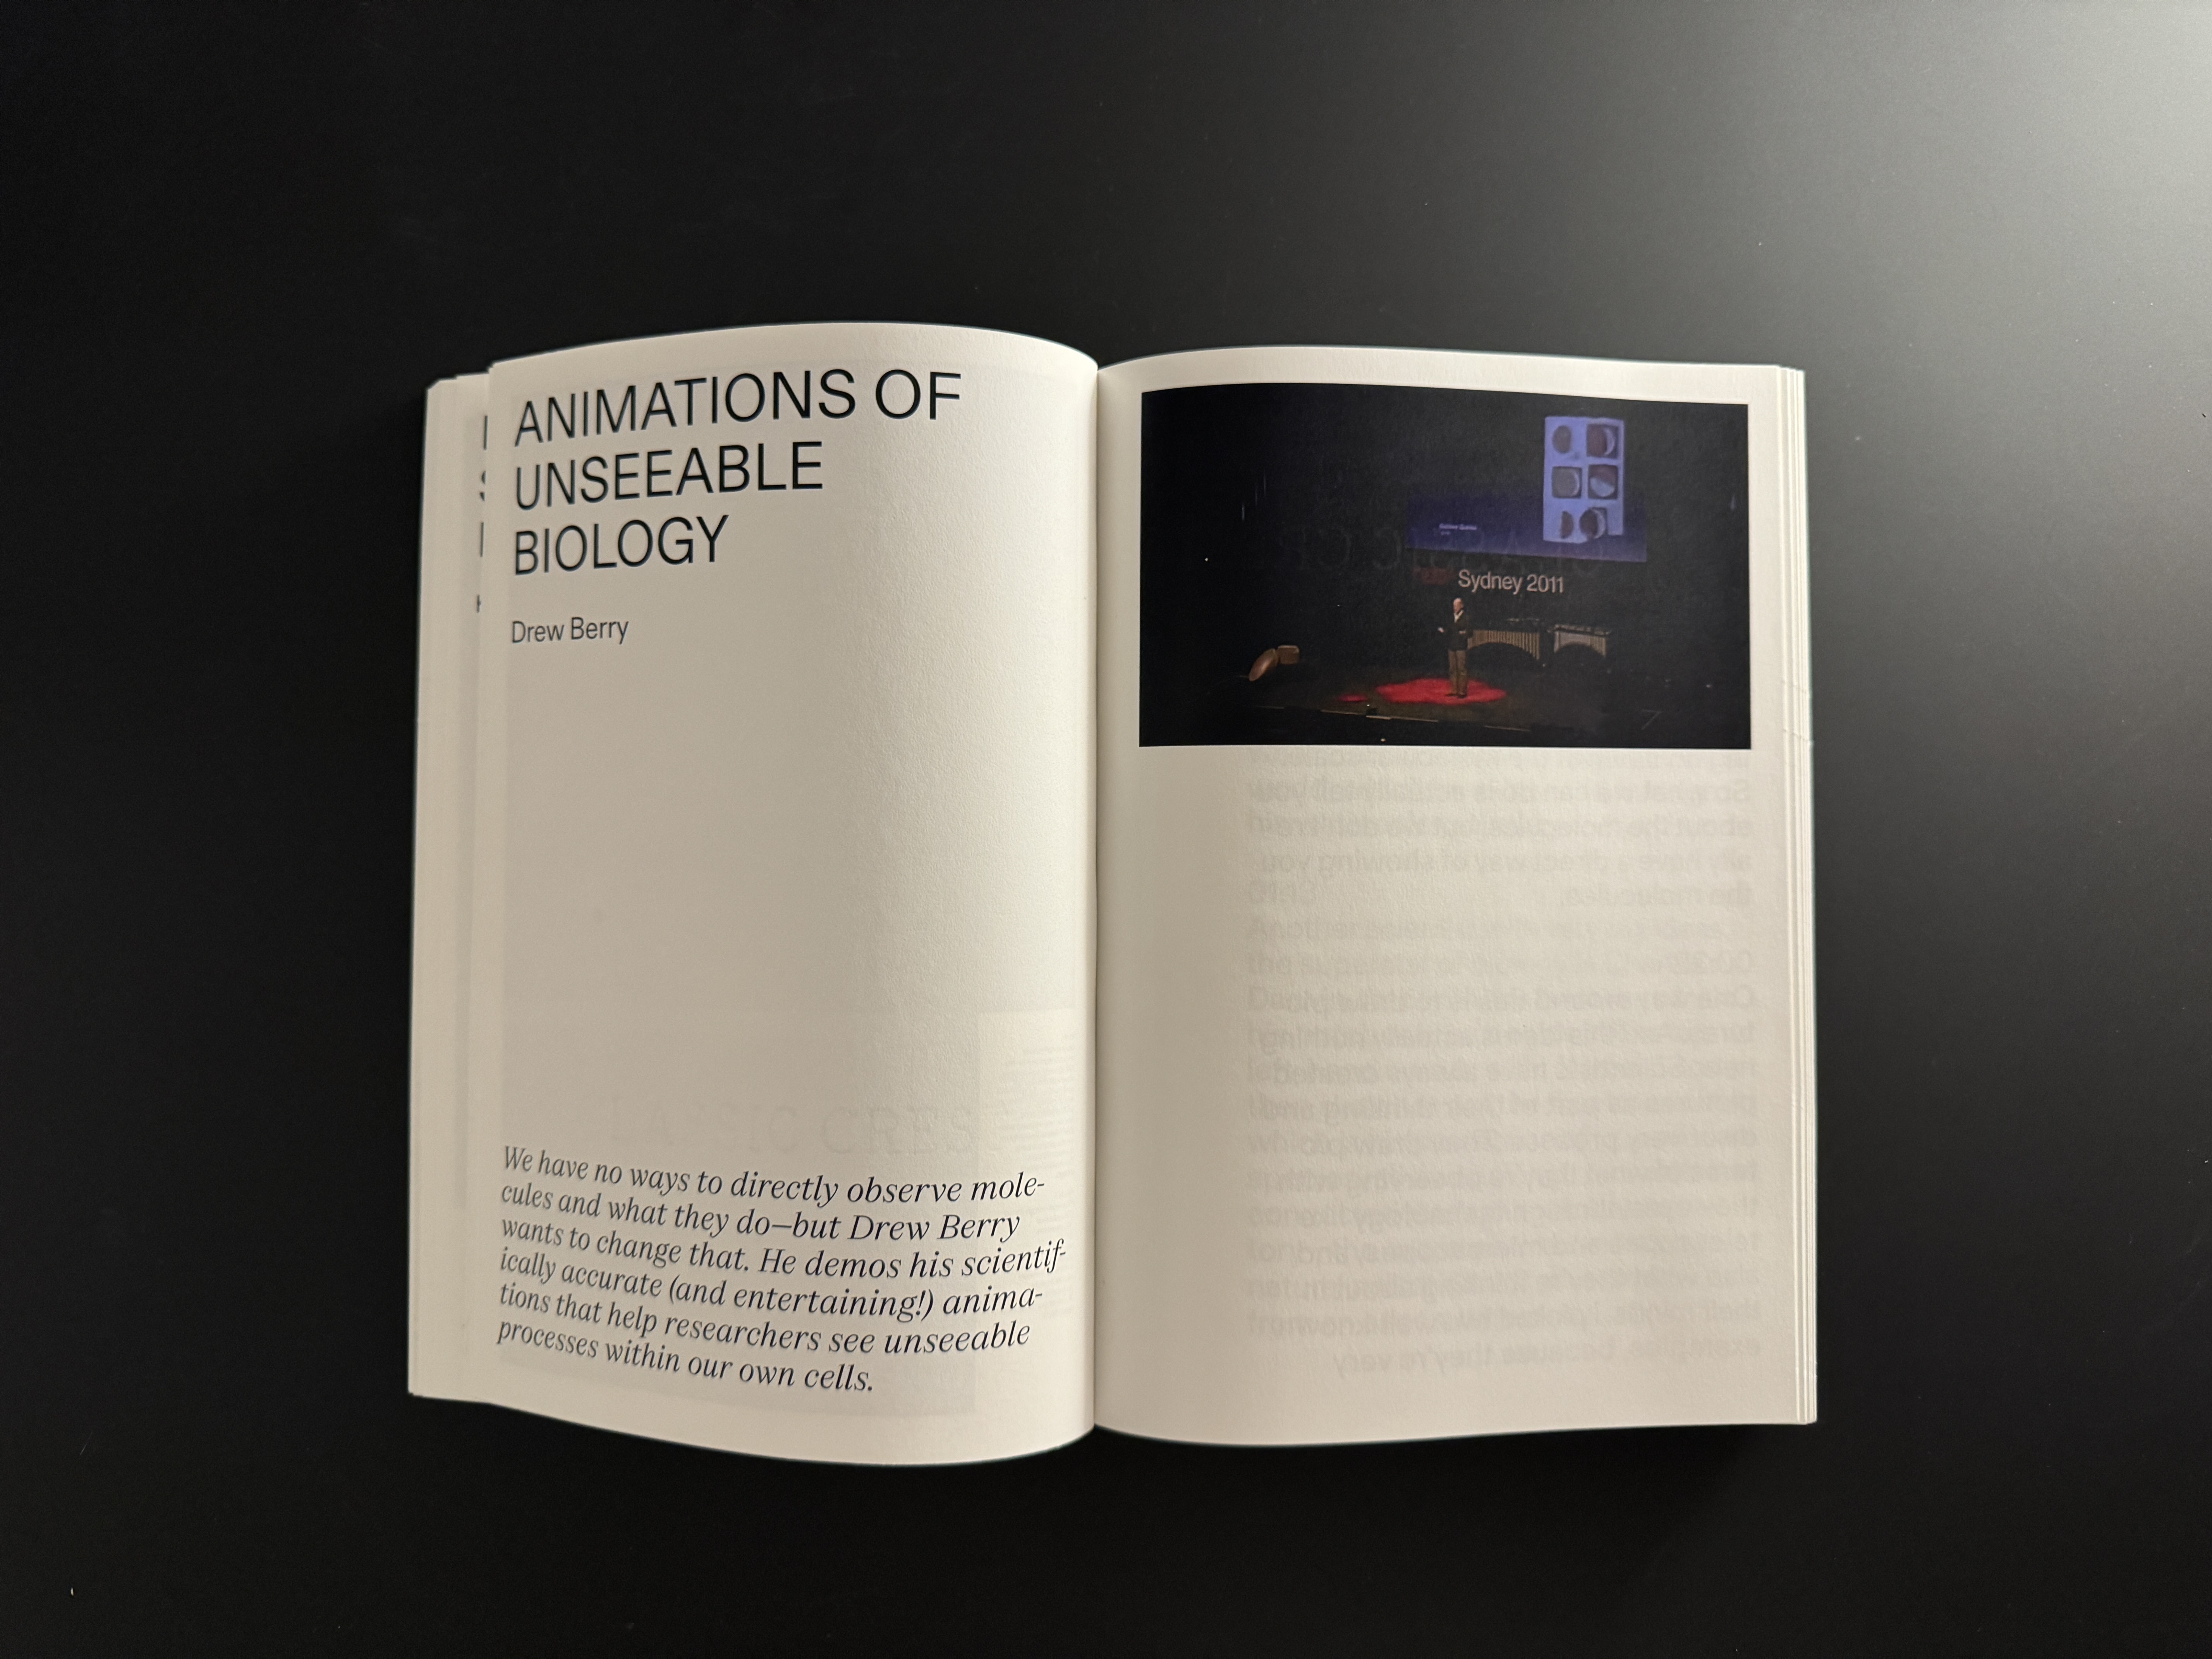 ANIMATIONS OF
UNSEEABLE
BIOLOGY
Drew Berry
We have no ways to directly observe mole-
cules and what they do—but Drew Berry
wants to change that. He demos his scientif-
ically accurate (and entertaining!) anima-
tions that help researchers see unseeable
processes within our own cells.
Sydney 2011